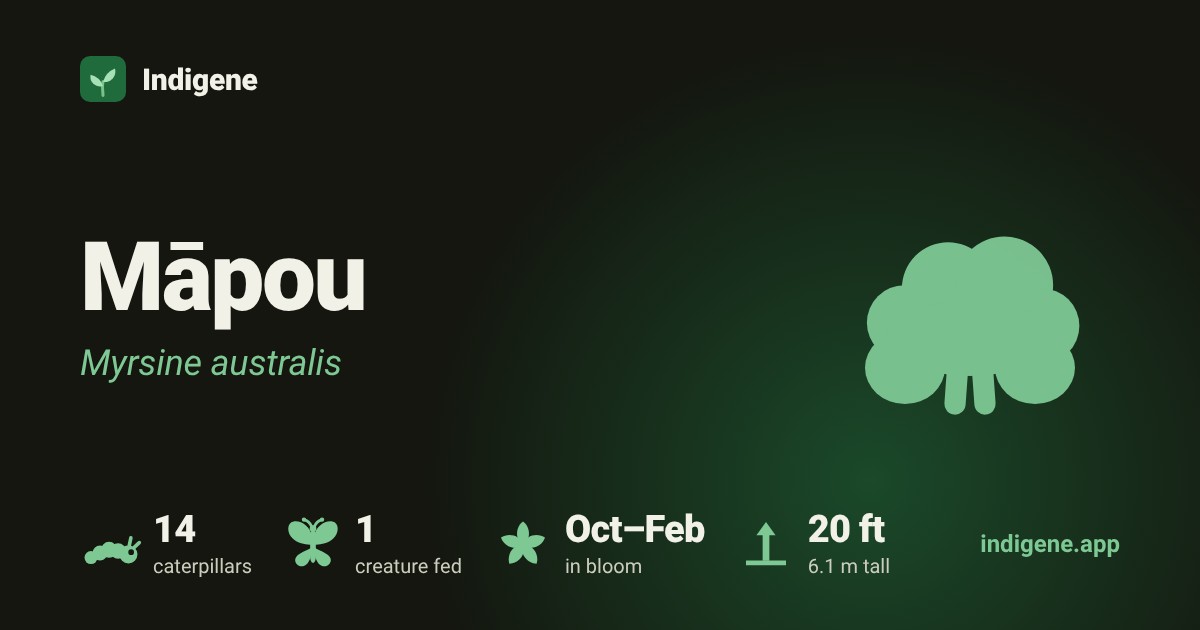 Indigene
Māpou
Myrsine australis
14
caterpillars
1
creature fed
Oct–Feb
in bloom
20 ft
6.1 m tall
indigene.app